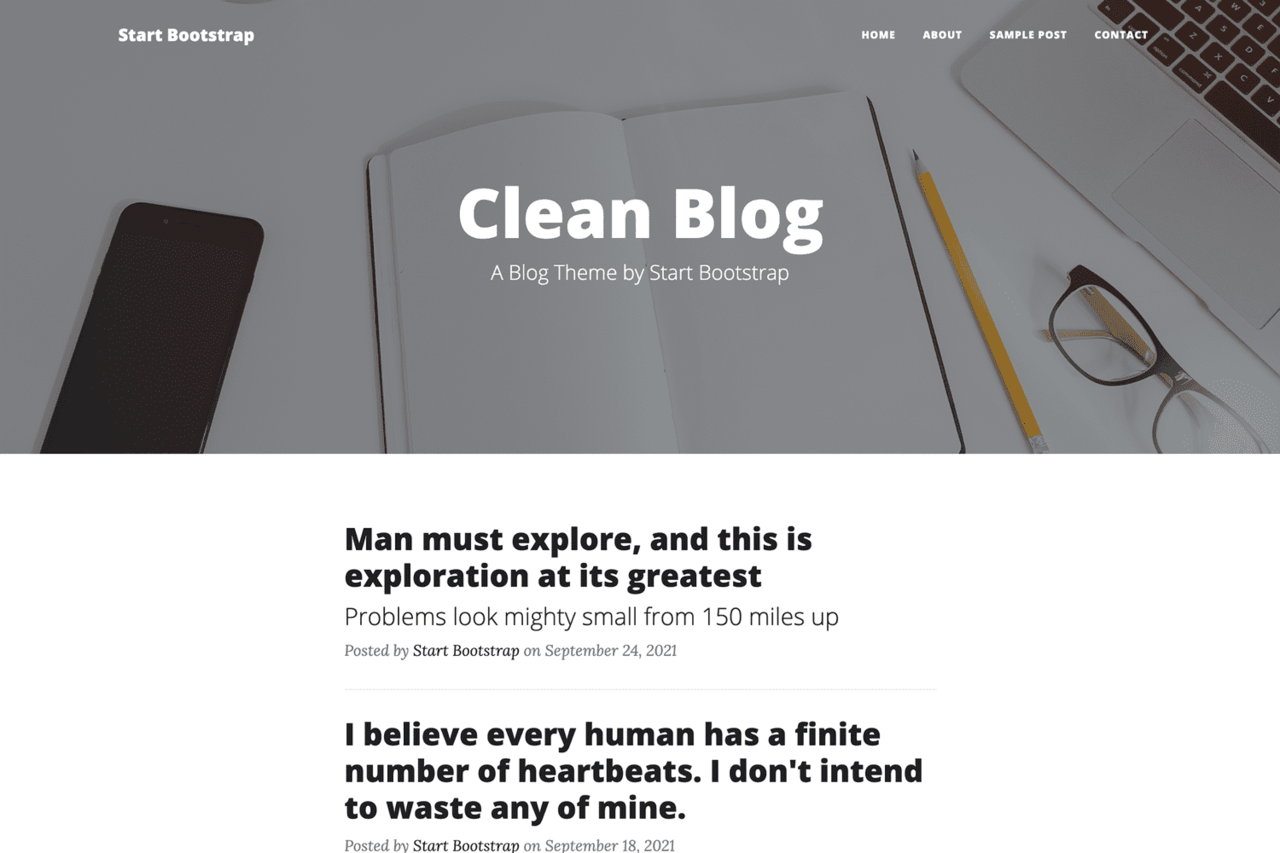 Start Bootstrap
HOME ABOUT SAMPLE POST CONTACT
Clean Blog
A Blog Theme by Start Bootstrap
Man must explore, and this is
exploration at its greatest
Problems look mighty small from 150 miles up
Posted by Start Bootstrap on September 24, 2021
I believe every human has a finite
number of heartbeats. I don't intend
to waste any of mine.
Posted by Start Bootstrap on September 18, 2021